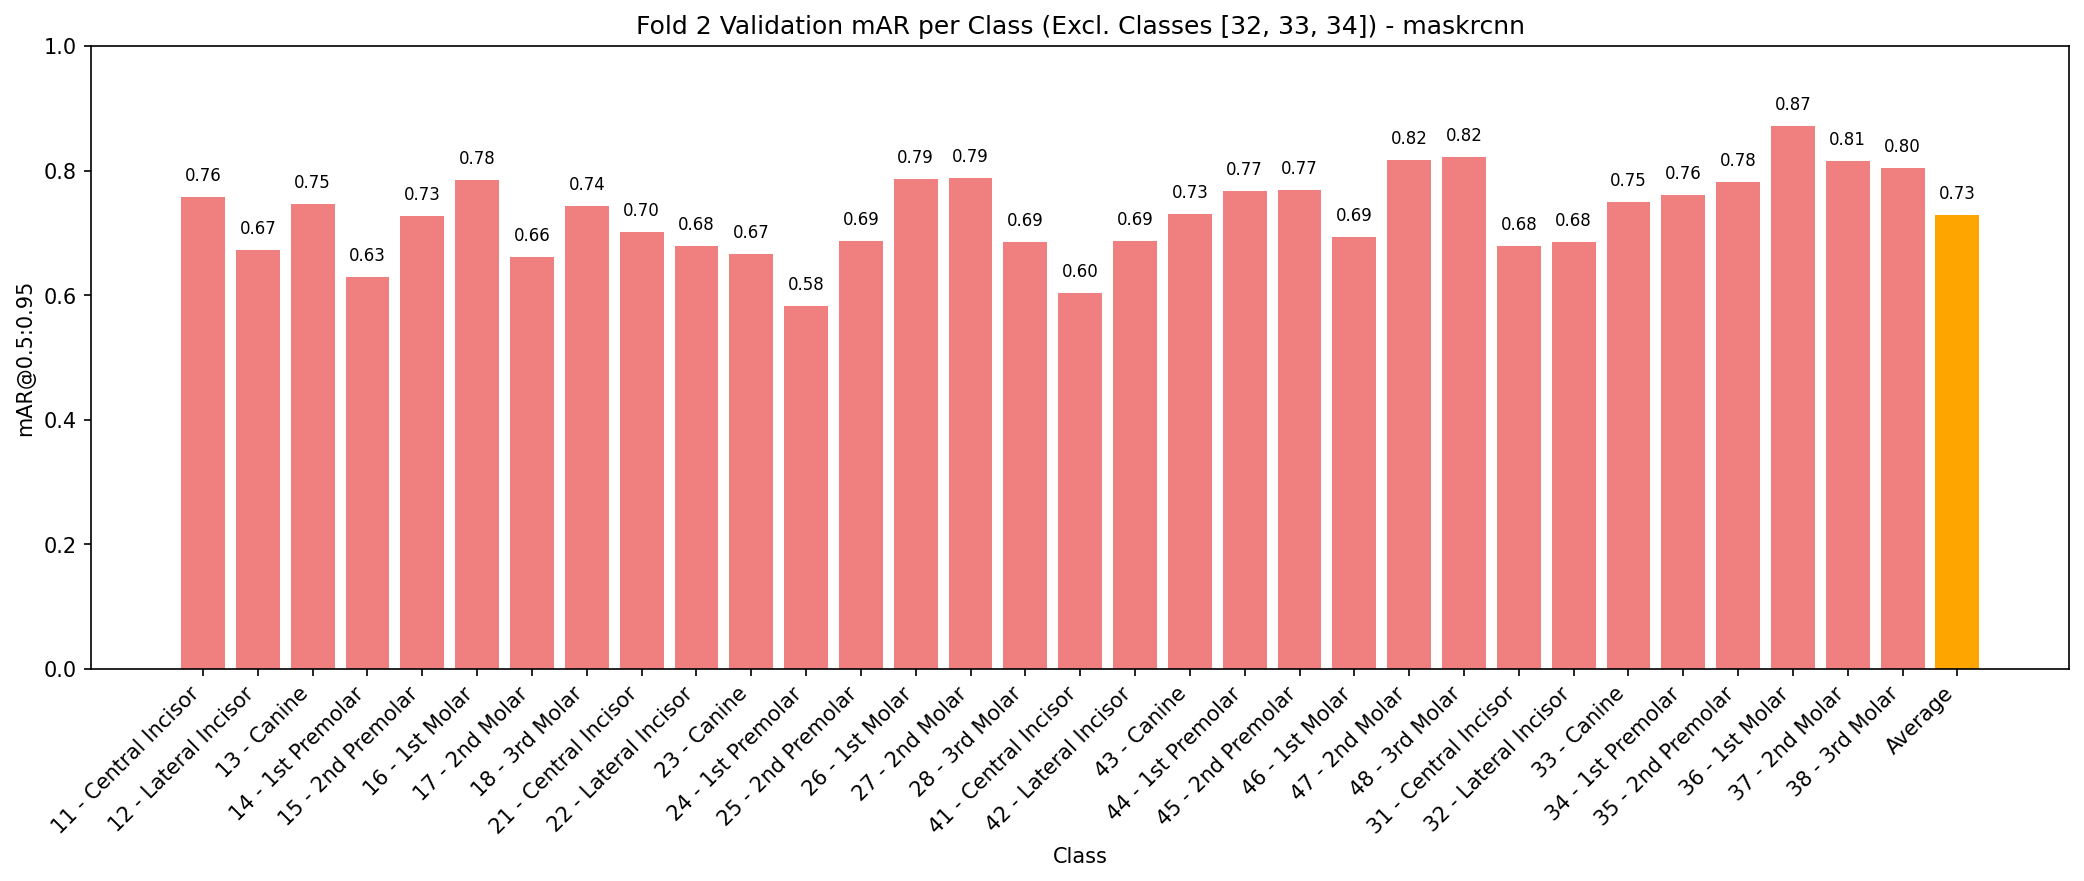 Fold 2 Validation mAR per Class (Excl. Classes [32, 33, 34]) - maskrcnn
mAR@0.5:0.95
1.0
0.8
0.6
0.4
0.2
0.0
0.76
0.67
0.75
0.63
0.73
0.78
0.66
0.74
0.70
0.68
0.67
0.58
0.69
0.79
0.79
0.69
0.60
0.69
0.73
0.77
0.77
0.69
0.82
0.82
0.68
0.68
0.75
0.76
0.78
0.87
0.81
0.80
0.73
11 - Central Incisor
12 - Lateral Incisor
13 - Canine
14 - 1st Premolar
15 - 2nd Premolar
16 - 1st Molar
17 - 2nd Molar
18 - 3rd Molar
21 - Central Incisor
22 - Lateral Incisor
23 - Canine
24 - 1st Premolar
25 - 2nd Premolar
26 - 1st Molar
27 - 2nd Molar
28 - 3rd Molar
41 - Central Incisor
42 - Lateral Incisor
43 - Canine
44 - 1st Premolar
45 - 2nd Premolar
46 - 1st Molar
47 - 2nd Molar
48 - 3rd Molar
31 - Central Incisor
32 - Lateral Incisor
33 - Canine
34 - 1st Premolar
35 - 2nd Premolar
36 - 1st Molar
37 - 2nd Molar
38 - 3rd Molar
Average
Class